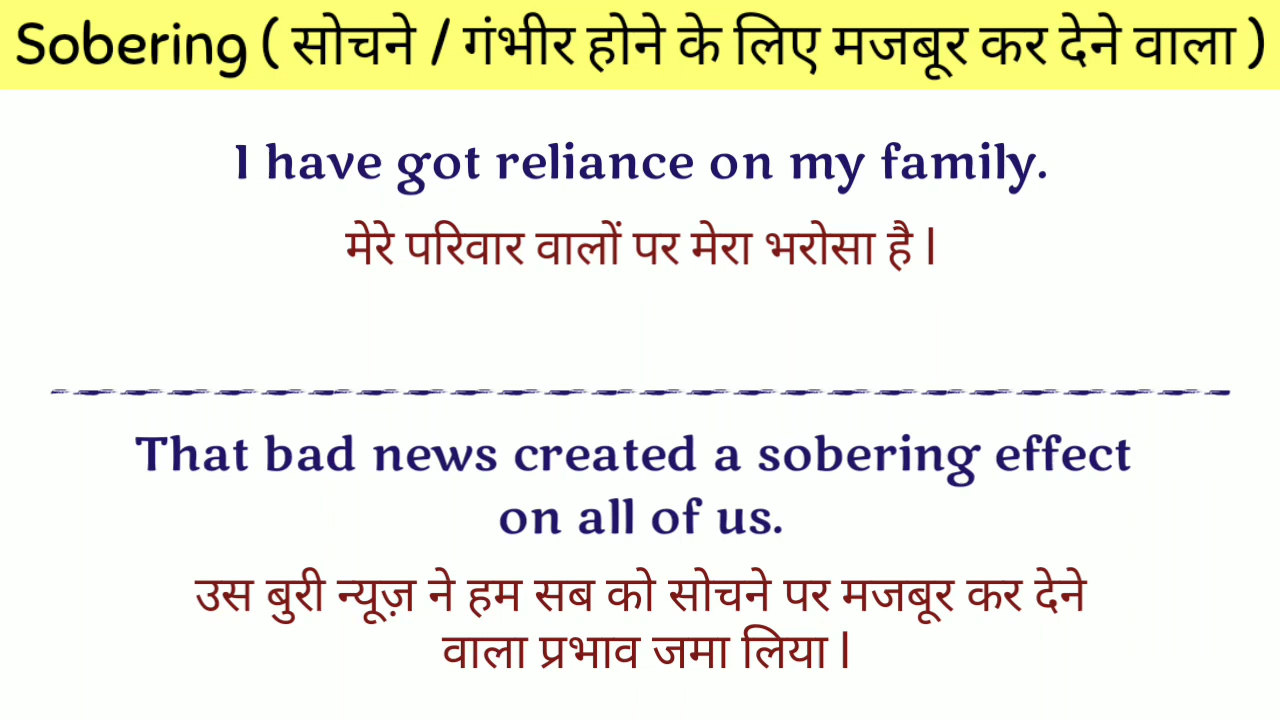 Sobering ( सोचने / गंभीर होने के लिए मजबूर कर देने वाला )
I have got reliance on my family.
मेरे परिवार वालों पर मेरा भरोसा है l
That bad news created a sobering effect
on all of us.
उस बुरी न्यूज़ ने हम सब को सोचने पर मजबूर कर देने
वाला प्रभाव जमा लिया l